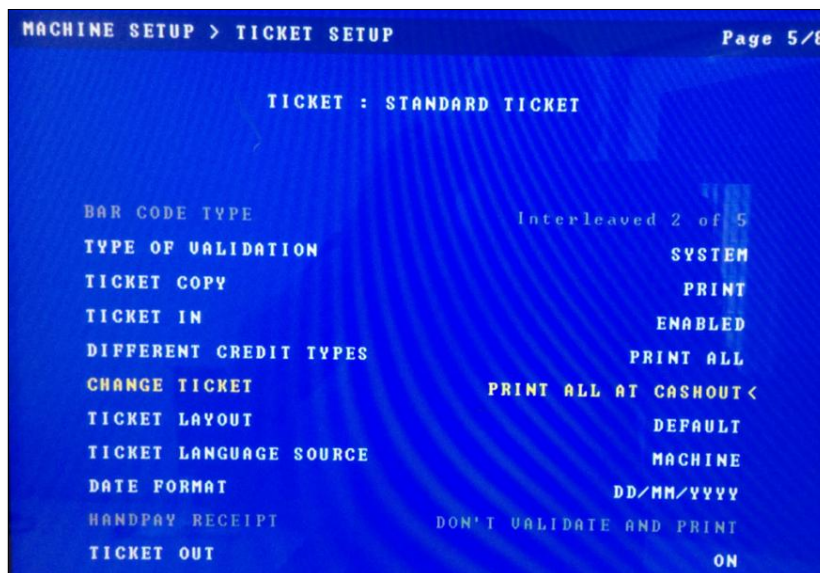 MACHINE SETUP > TICKET SETUP Page 5/8
TICKET : STANDARD TICKET
BAR CODE TYPE Interleaved 2 of 5
TYPE OF VALIDATION SYSTEM
TICKET COPY PRINT
TICKET IN ENABLED
DIFFERENT CREDIT TYPES PRINT ALL
CHANGE TICKET PRINT ALL AT CASHOUT<
TICKET LAYOUT DEFAULT
TICKET LANGUAGE SOURCE MACHINE
DATE FORMAT DD/MM/YYYY
HANDPAY RECEIPT DON'T VALIDATE AND PRINT
TICKET OUT ON